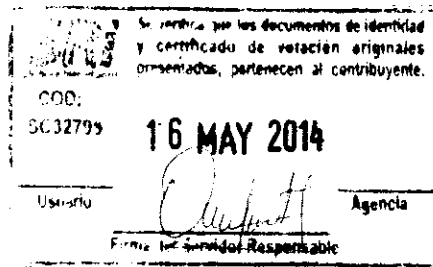 Se verifica que los documentos de identidad
y certificado de votación originales
presentados, pertenecen al contribuyente.
COD:
SC32795
16 MAY 2014
Usuario
Agencia
Firma del Servidor Responsable